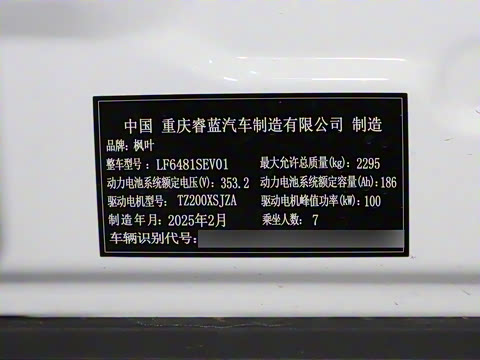 中国 重庆睿蓝汽车制造有限公司 制造
品牌:枫叶
整车型号: LF6481SEV01 最大允许总质量(kg): 2295
动力电池系统额定电压(V): 353.2 动力电池系统额定容量(Ah): 186
驱动电机型号: TZ200XSJZA 驱动电机峰值功率(kW): 100
制造年月: 2025年2月 乘坐人数: 7
车辆识别代号: